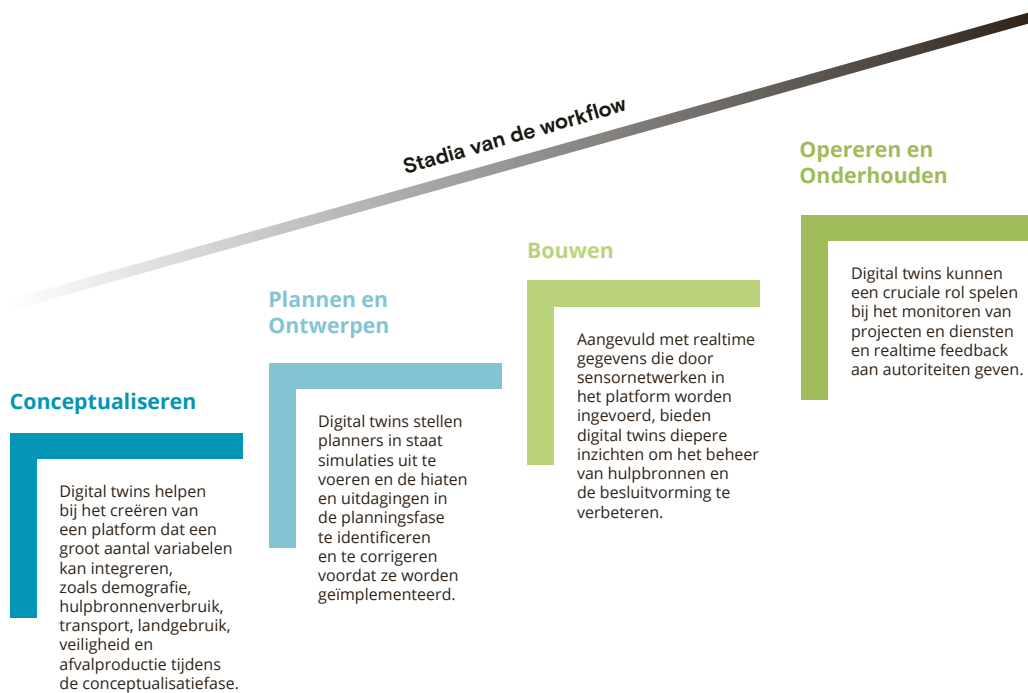 Stadia van de workflow
Conceptualiseren
Digital twins helpen
bij het creëren van
een platform dat een
groot aantal variabelen
kan integreren,
zoals demografie,
hulpbronnenverbruik,
transport, landgebruik,
veiligheid en
afvalproductie tijdens
de conceptualisatiefase.
Plannen en
Ontwerpen
Digital twins stellen
planners in staat
simulaties uit te
voeren en de hiaten
en uitdagingen in
de planningsfase
te identificeren
en te corrigeren
voordat ze worden
geïmplementeerd.
Bouwen
Aangevuld met realtime
gegevens die door
sensornetwerken in
het platform worden
ingevoerd, bieden
digital twins diepere
inzichten om het beheer
van hulpbronnen en
de besluitvorming te
verbeteren.
Opereren en
Onderhouden
Digital twins kunnen
een cruciale rol spelen
bij het monitoren van
projecten en diensten
en realtime feedback
aan autoriteiten geven.